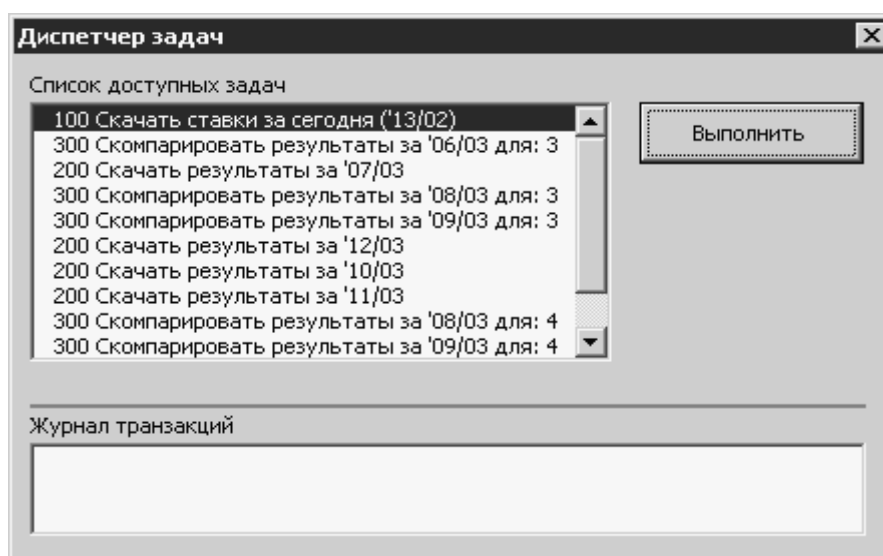 Диспетчер задач
Список доступных задач
100 Скачать ставки за сегодня ('13/02)
300 Скомпарировать результаты за '06/03 для: 3
200 Скачать результаты за '07/03
300 Скомпарировать результаты за '08/03 для: 3
300 Скомпарировать результаты за '09/03 для: 3
200 Скачать результаты за '12/03
200 Скачать результаты за '10/03
200 Скачать результаты за '11/03
300 Скомпарировать результаты за '08/03 для: 4
300 Скомпарировать результаты за '09/03 для: 4
Выполнить
Журнал транзакций